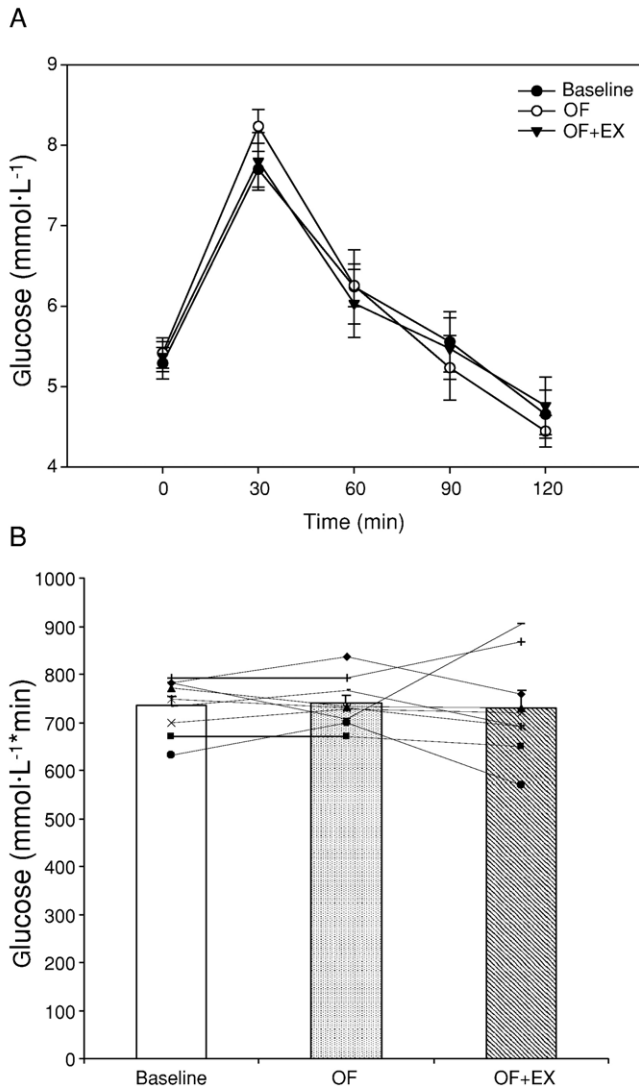 A
Glucose (mmol·L⁻¹)
9
8
7
6
5
4
Baseline
OF
OF+EX
0 30 60 90 120
Time (min)
B
Glucose (mmol·L⁻¹*min)
1000
900
800
700
600
500
400
300
200
100
0
Baseline OF OF+EX